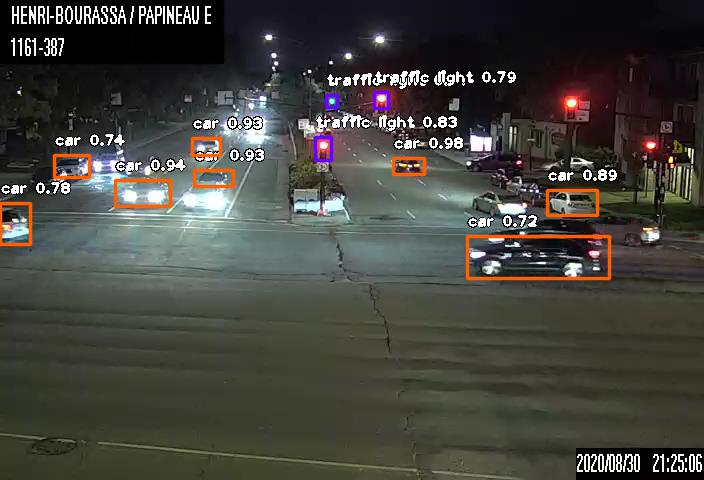 HENRI-BOURASSA / PAPINEAU E
1161-387
traffic light 0.79
traffic light 0.83
car 0.93
car 0.74
car 0.98
car 0.93
car 0.94
car 0.89
car 0.78
car 0.72
2020/08/30 21:25:06